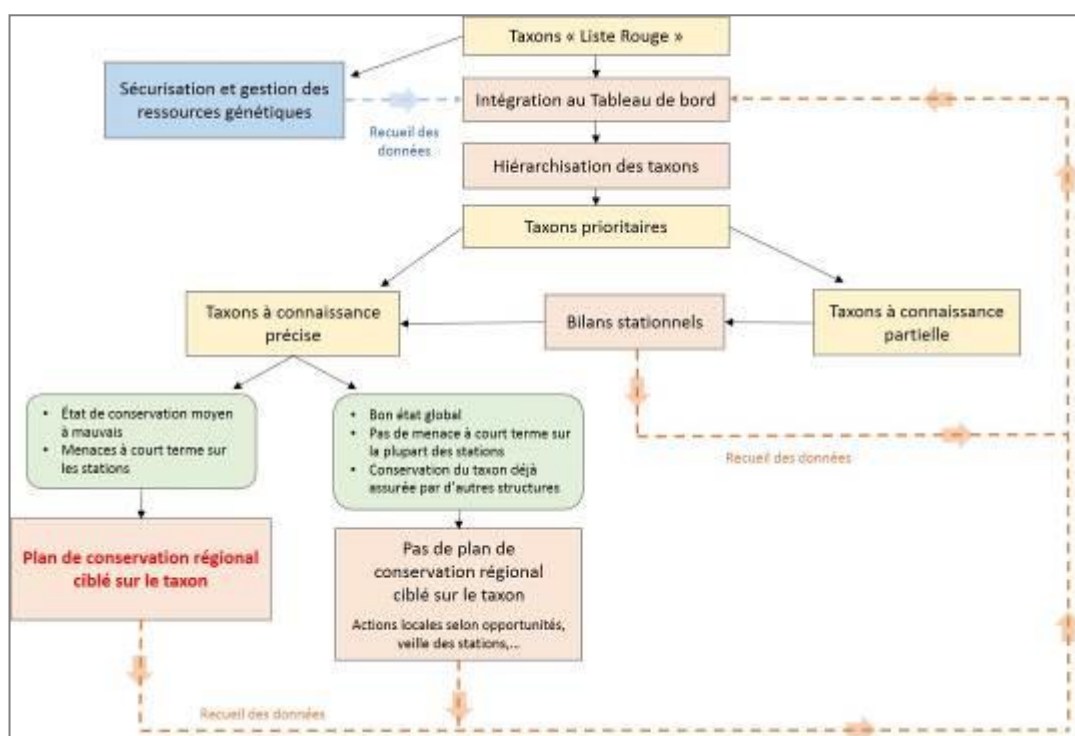 Taxons « Liste Rouge »
Sécurisation et gestion des
ressources génétiques
Intégration au Tableau de bord
Recueil des
données
Hiérarchisation des taxons
Taxons prioritaires
Taxons à connaissance
précise
Bilans stationnels
Taxons à connaissance
partielle
• État de conservation moyen
à mauvais
• Menaces à court terme sur
les stations
• Bon état global
• Pas de menace à court terme sur
la plupart des stations
• Conservation du taxon déjà
assurée par d'autres structures
Recueil des données
Plan de conservation régional
ciblé sur le taxon
Pas de plan de
conservation régional
ciblé sur le taxon
Actions locales selon opportunités,
veille des stations,...
Recueil des données